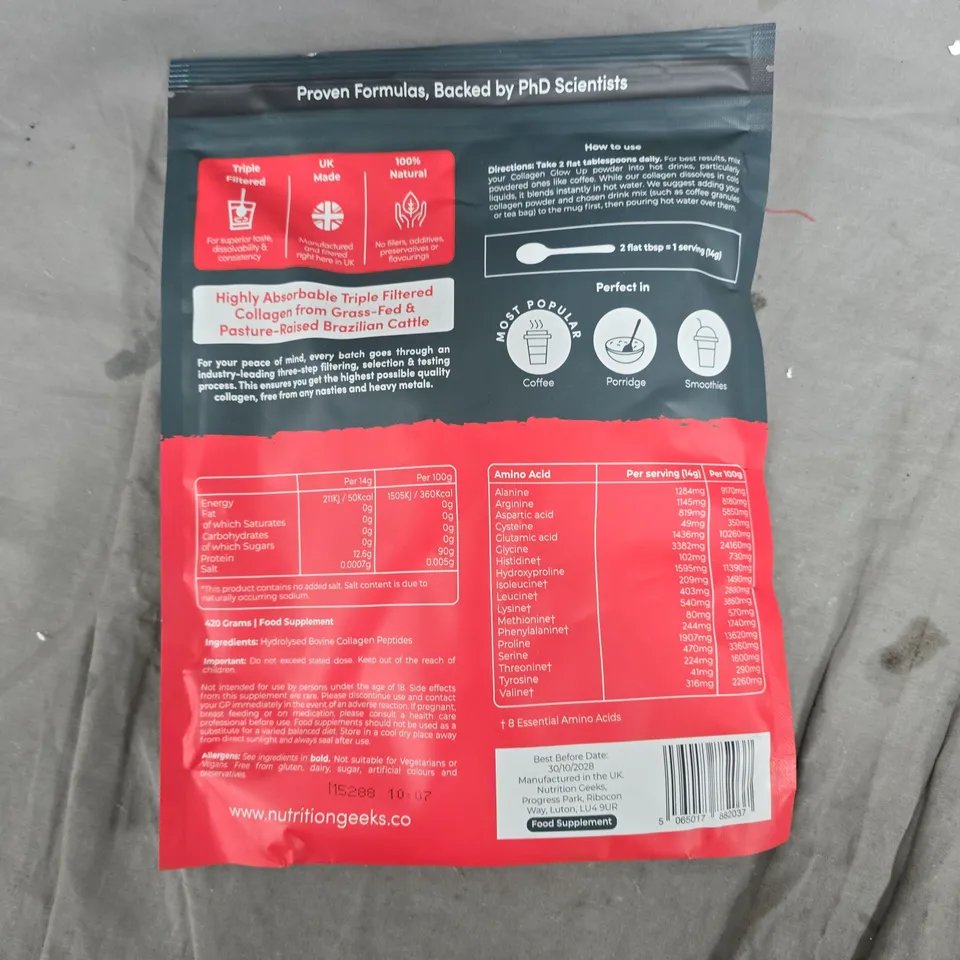 Proven Formulas, Backed by PhD Scientists
Triple
Filtered
For superior taste,
dissolvability &
consistency
UK
Made
Manufactured
and filtered
right here in UK
100%
Natural
No fillers, additives,
preservatives or
flavourings
Highly Absorbable Triple Filtered
Collagen from Grass-Fed &
Pasture-Raised Brazilian Cattle
For your peace of mind, every batch goes through an
industry-leading three-step filtering, selection & testing
process. This ensures you get the highest possible quality
collagen, free from any nasties and heavy metals.
How to use
Directions: Take 2 flat tablespoons daily. For best results, mix
your Collagen Glow Up powder into hot drinks, particularly
powdered ones like coffee. While our collagen dissolves in cold
liquids, it blends instantly in hot water. We suggest adding your
collagen powder and chosen drink mix (such as coffee granules
or tea bag) to the mug first, then pouring hot water over them.
2 flat tbsp = 1 serving (14g)
Perfect in
MOST POPULAR
Coffee
Porridge
Smoothies
Per 14g Per 100g
Energy 211KJ / 50Kcal 1505KJ / 360Kcal
Fat 0g 0g
of which Saturates 0g 0g
Carbohydrates 0g 0g
of which Sugars 0g 0g
Protein 12.6g 90g
Salt 0.0007g 0.005g
*This product contains no added salt. Salt content is due to
naturally occurring sodium.
420 Grams | Food Supplement
Ingredients: Hydrolysed Bovine Collagen Peptides
Important: Do not exceed stated dose. Keep out of the reach of
children.
Not intended for use by persons under the age of 18. Side effects
from this supplement are rare. Please discontinue use and contact
your GP immediately in the event of an adverse reaction. If pregnant,
breast feeding or on medication, please consult a health care
professional before use. Food supplements should not be used as a
substitute for a varied balanced diet. Store in a cool dry place away
from direct sunlight and always seal after use.
Allergens: See ingredients in bold. Not suitable for Vegetarians or
Vegans. Free from gluten, dairy, sugar, artificial colours and
preservatives
M5288 10:07
www.nutritiongeeks.co
Amino Acid Per serving (14g) Per 100g
Alanine 1284mg 9170mg
Arginine 1145mg 8180mg
Aspartic acid 819mg 5850mg
Cysteine 49mg 350mg
Glutamic acid 1436mg 10260mg
Glycine 3382mg 24160mg
Histidine† 102mg 730mg
Hydroxyproline 1595mg 11390mg
Isoleucine† 209mg 1490mg
Leucine† 403mg 2880mg
Lysine† 540mg 3860mg
Methionine† 80mg 570mg
Phenylalanine† 244mg 1740mg
Proline 1907mg 13620mg
Serine 470mg 3360mg
Threonine† 224mg 1600mg
Tyrosine 41mg 290mg
Valine† 316mg 2260mg
† 8 Essential Amino Acids
Best Before Date:
30/10/2028
Manufactured in the UK.
Nutrition Geeks,
Progress Park, Ribocon
Way, Luton, LU4 9UR
Food Supplement
5 065017 882037